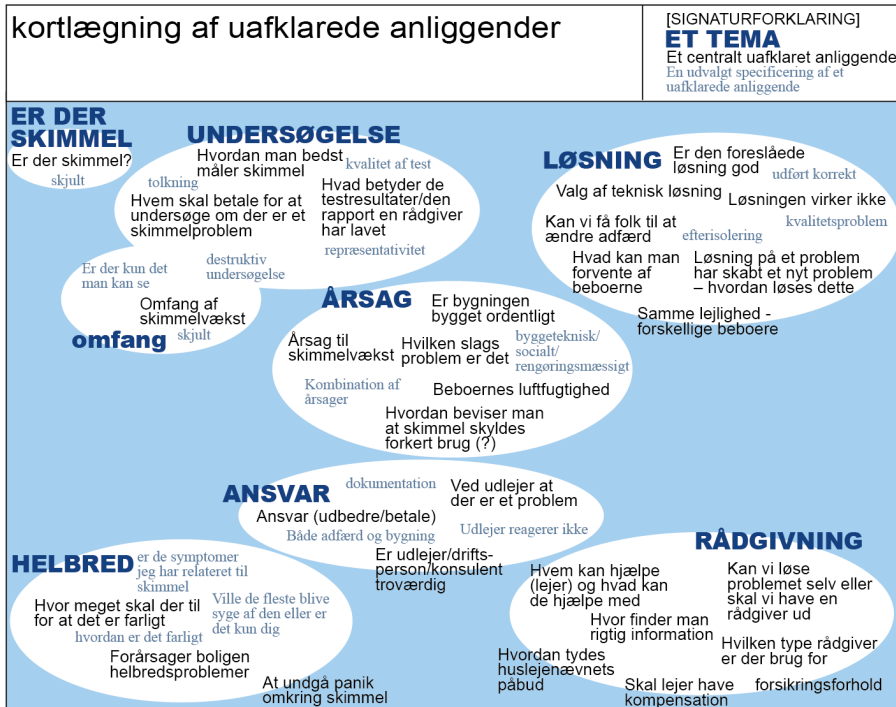 kortlægning af uafklarede anliggender
[SIGNATURFORKLARING]
ET TEMA
Et centralt uafklaret anliggende
En udvalgt specificering af et
uafklarede anliggende
ER DER
SKIMMEL
Er der skimmel?
skjult
UNDERSØGELSE
Hvordan man bedst
måler skimmel
kvalitet af test
tolkning
Hvem skal betale for at
undersøge om der er et
skimmelproblem
Hvad betyder de
testresultater/den
rapport en rådgiver
har lavet
repræsentativitet
destruktiv
undersøgelse
Er der kun det
man kan se
Omfang af
skimmelvækst
skjult
omfang
LØSNING
Er den foreslåede
løsning god
udført korrekt
Valg af teknisk løsning
Løsningen virker ikke
Kan vi få folk til at
ændre adfærd
kvalitetsproblem
efterisolering
Hvad kan man
forvente af
beboerne
Løsning på et problem
har skabt et nyt problem
– hvordan løses dette
Samme lejlighed -
forskellige beboere
ÅRSAG
Er bygningen
bygget ordentligt
Årsag til
skimmelvækst
Hvilken slags
problem er det
byggeteknisk/
socialt/
rengøringsmæssigt
Kombination af
årsager
Beboernes luftfugtighed
Hvordan beviser man
at skimmel skyldes
forkert brug (?)
ANSVAR
dokumentation
Ved udlejer at
der er et problem
Ansvar (udbedre/betale)
Både adfærd og bygning
Udlejer reagerer ikke
Er udlejer/drifts-
person/konsulent
troværdig
HELBRED
er de symptomer
jeg har relateret til
skimmel
Hvor meget skal der til
for at det er farligt
Ville de fleste blive
syge af den eller er
det kun dig
hvordan er det farligt
Forårsager boligen
helbredsproblemer
At undgå panik
omkring skimmel
RÅDGIVNING
Hvem kan hjælpe
(lejer) og hvad kan
de hjælpe med
Kan vi løse
problemet selv eller
skal vi have en
rådgiver ud
Hvor finder man
rigtig information
Hvilken type rådgiver
er der brug for
Hvordan tydes
huslejenævnets
påbud
Skal lejer have
kompensation
forsikringsforhold